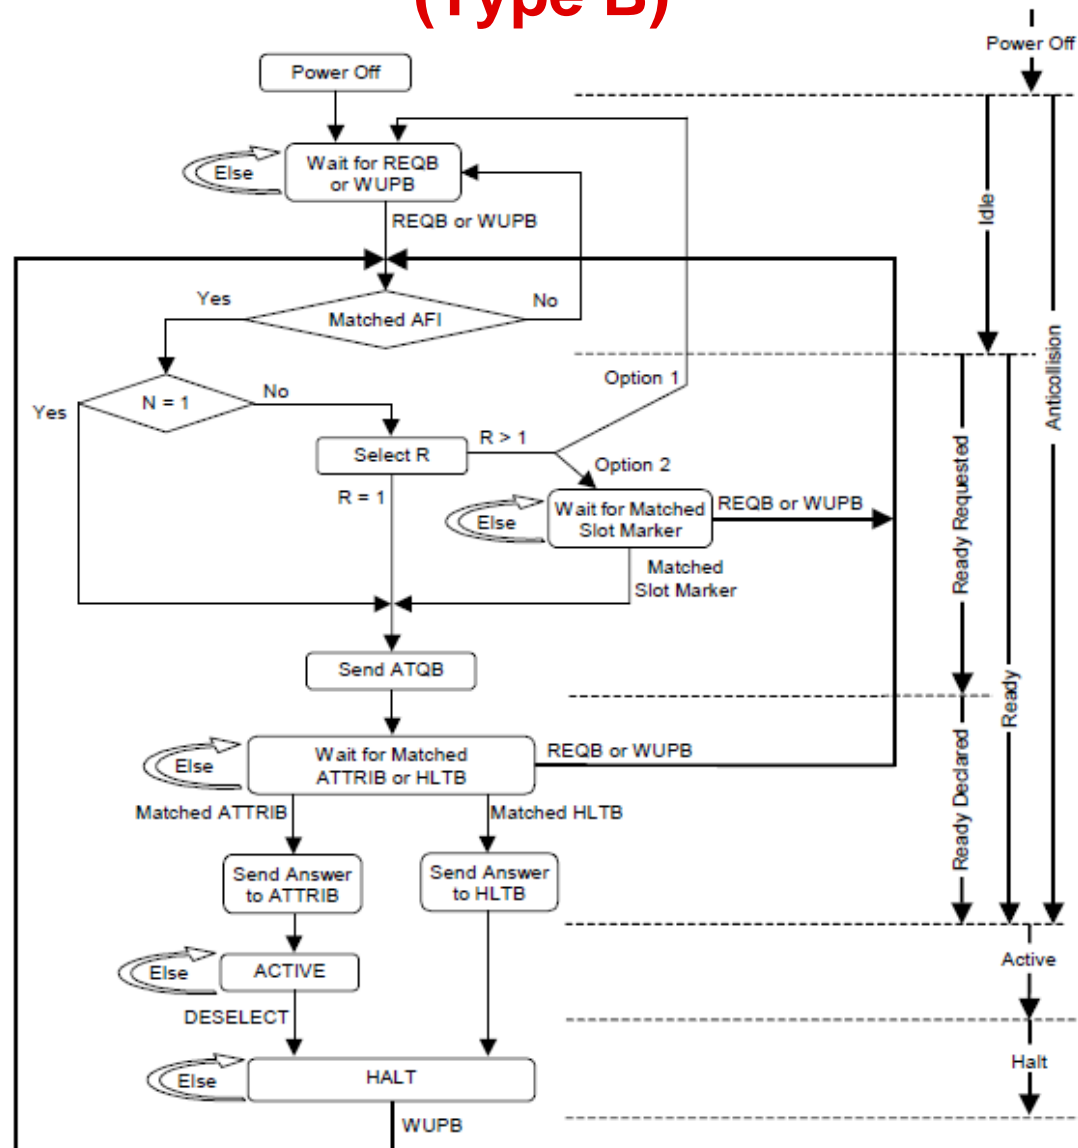 (Type B)
Power Off
Power Off
Wait for REQB
or WUPB
Else
REQB or WUPB
Idle
Yes
Matched AFI
No
Anticollision
Option 1
Yes
N = 1
No
Select R
R > 1
Option 2
R = 1
Else
Wait for Matched
Slot Marker
REQB or WUPB
Matched
Slot Marker
Ready Requested
Send ATQB
Ready
Else
Wait for Matched
ATTRIB or HLTB
REQB or WUPB
Matched ATTRIB
Matched HLTB
Ready Declared
Send Answer
to ATTRIB
Send Answer
to HLTB
Else
ACTIVE
Active
DESELECT
Else
HALT
Halt
WUPB